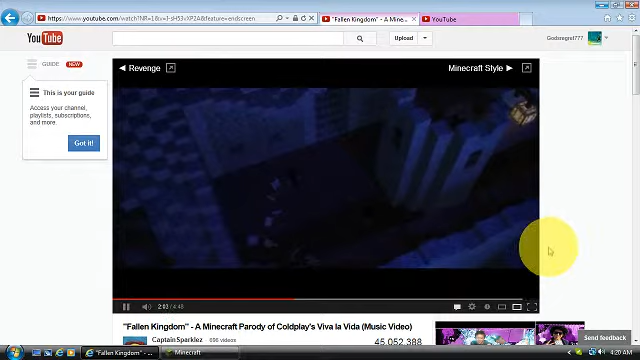 https://www.youtube.com/watch?NR=1&v=I-sH53vXP2A&feature=endscreen
"Fallen Kingdom" - A Mine...
YouTube
YouTube
Upload
Godsregret777
GUIDE NEW
This is your guide
Access your channel,
playlists, subscriptions,
and more.
Got it!
Revenge
Minecraft Style
2:03 / 4:48
"Fallen Kingdom" - A Minecraft Parody of Coldplay's Viva la Vida (Music Video)
CaptainSparklez 696 videos
45,052,388
Send feedback
"Fallen Kingdom" - ...
Minecraft
4:20 AM